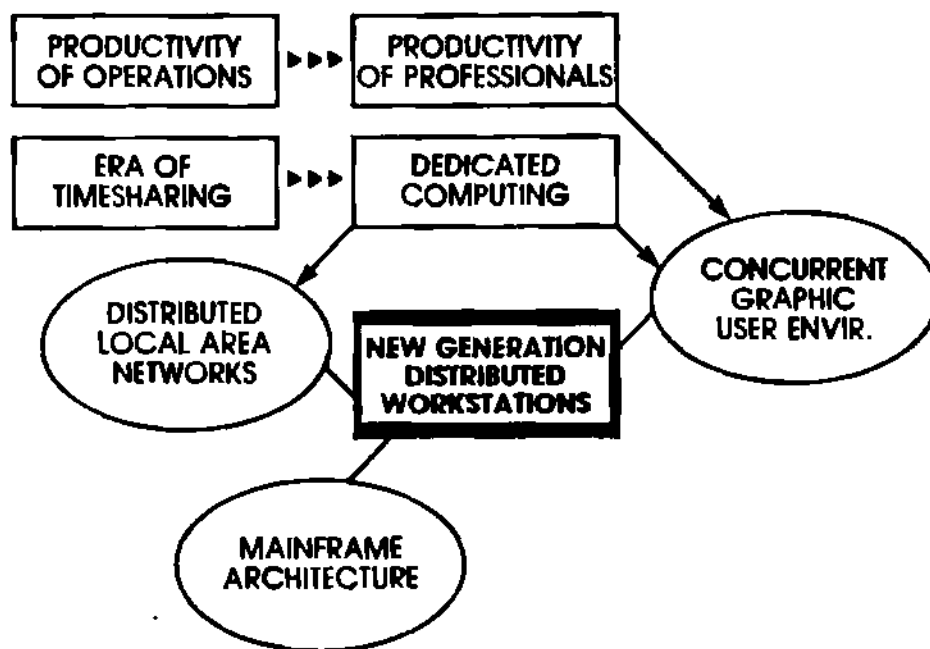 PRODUCTIVITY
OF OPERATIONS
PRODUCTIVITY
OF PROFESSIONALS
ERA OF
TIMESHARING
DEDICATED
COMPUTING
DISTRIBUTED
LOCAL AREA
NETWORKS
NEW GENERATION
DISTRIBUTED
WORKSTATIONS
CONCURRENT
GRAPHIC
USER ENVIR.
MAINFRAME
ARCHITECTURE